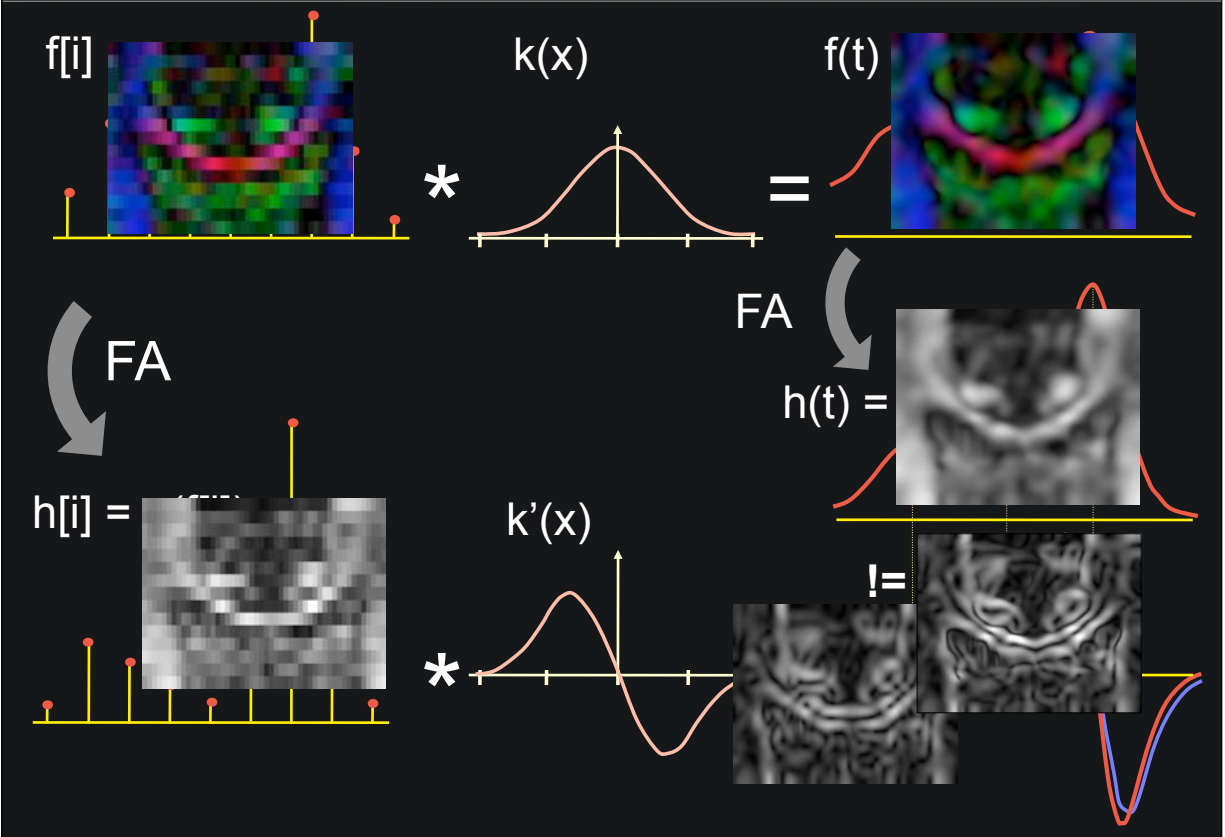 f[i]
k(x)
f(t)
*
=
FA
FA
h(t) =
h[i] =
k’(x)
!=
*